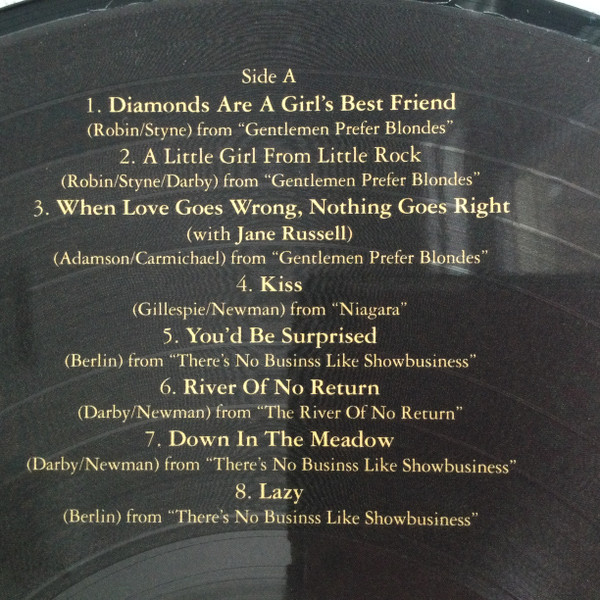 Side A
1. Diamonds Are A Girl's Best Friend
(Robin/Styne) from "Gentlemen Prefer Blondes"
2. A Little Girl From Little Rock
(Robin/Styne/Darby) from "Gentlemen Prefer Blondes"
3. When Love Goes Wrong, Nothing Goes Right
(with Jane Russell)
(Adamson/Carmichael) from "Gentlemen Prefer Blondes"
4. Kiss
(Gillespie/Newman) from "Niagara"
5. You'd Be Surprised
(Berlin) from "There's No Businss Like Showbusiness"
6. River Of No Return
(Darby/Newman) from "The River Of No Return"
7. Down In The Meadow
(Darby/Newman) from "There's No Businss Like Showbusiness"
8. Lazy
(Berlin) from "There's No Businss Like Showbusiness"